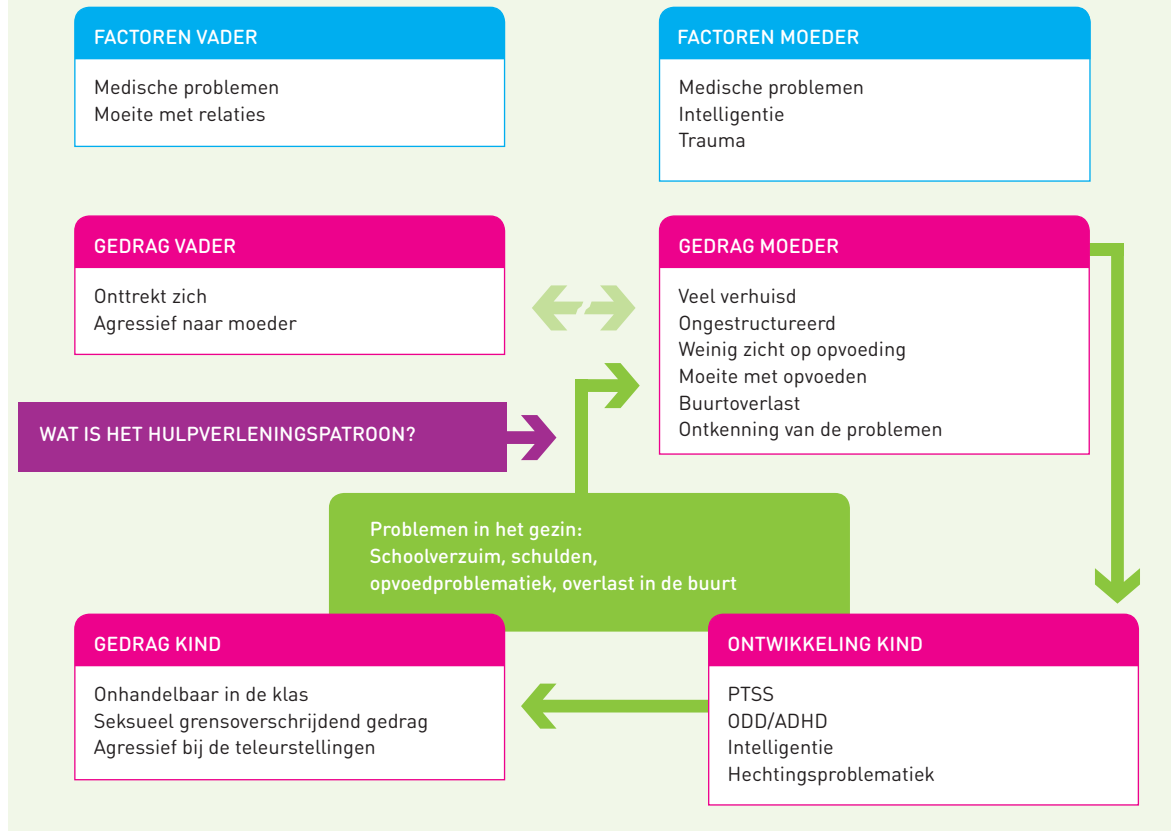 FACTOREN VADER
Medische problemen
Moeite met relaties
FACTOREN MOEDER
Medische problemen
Intelligentie
Trauma
GEDRAG VADER
Onttrekt zich
Agressief naar moeder
GEDRAG MOEDER
Veel verhuisd
Ongestructureerd
Weinig zicht op opvoeding
Moeite met opvoeden
Buurtoverlast
Ontkenning van de problemen
WAT IS HET HULPVERLENINGSPATROON?
Problemen in het gezin:
Schoolverzuim, schulden,
opvoedproblematiek, overlast in de buurt
GEDRAG KIND
Onhandelbaar in de klas
Seksueel grensoverschrijdend gedrag
Agressief bij de teleurstellingen
ONTWIKKELING KIND
PTSS
ODD/ADHD
Intelligentie
Hechtingsproblematiek